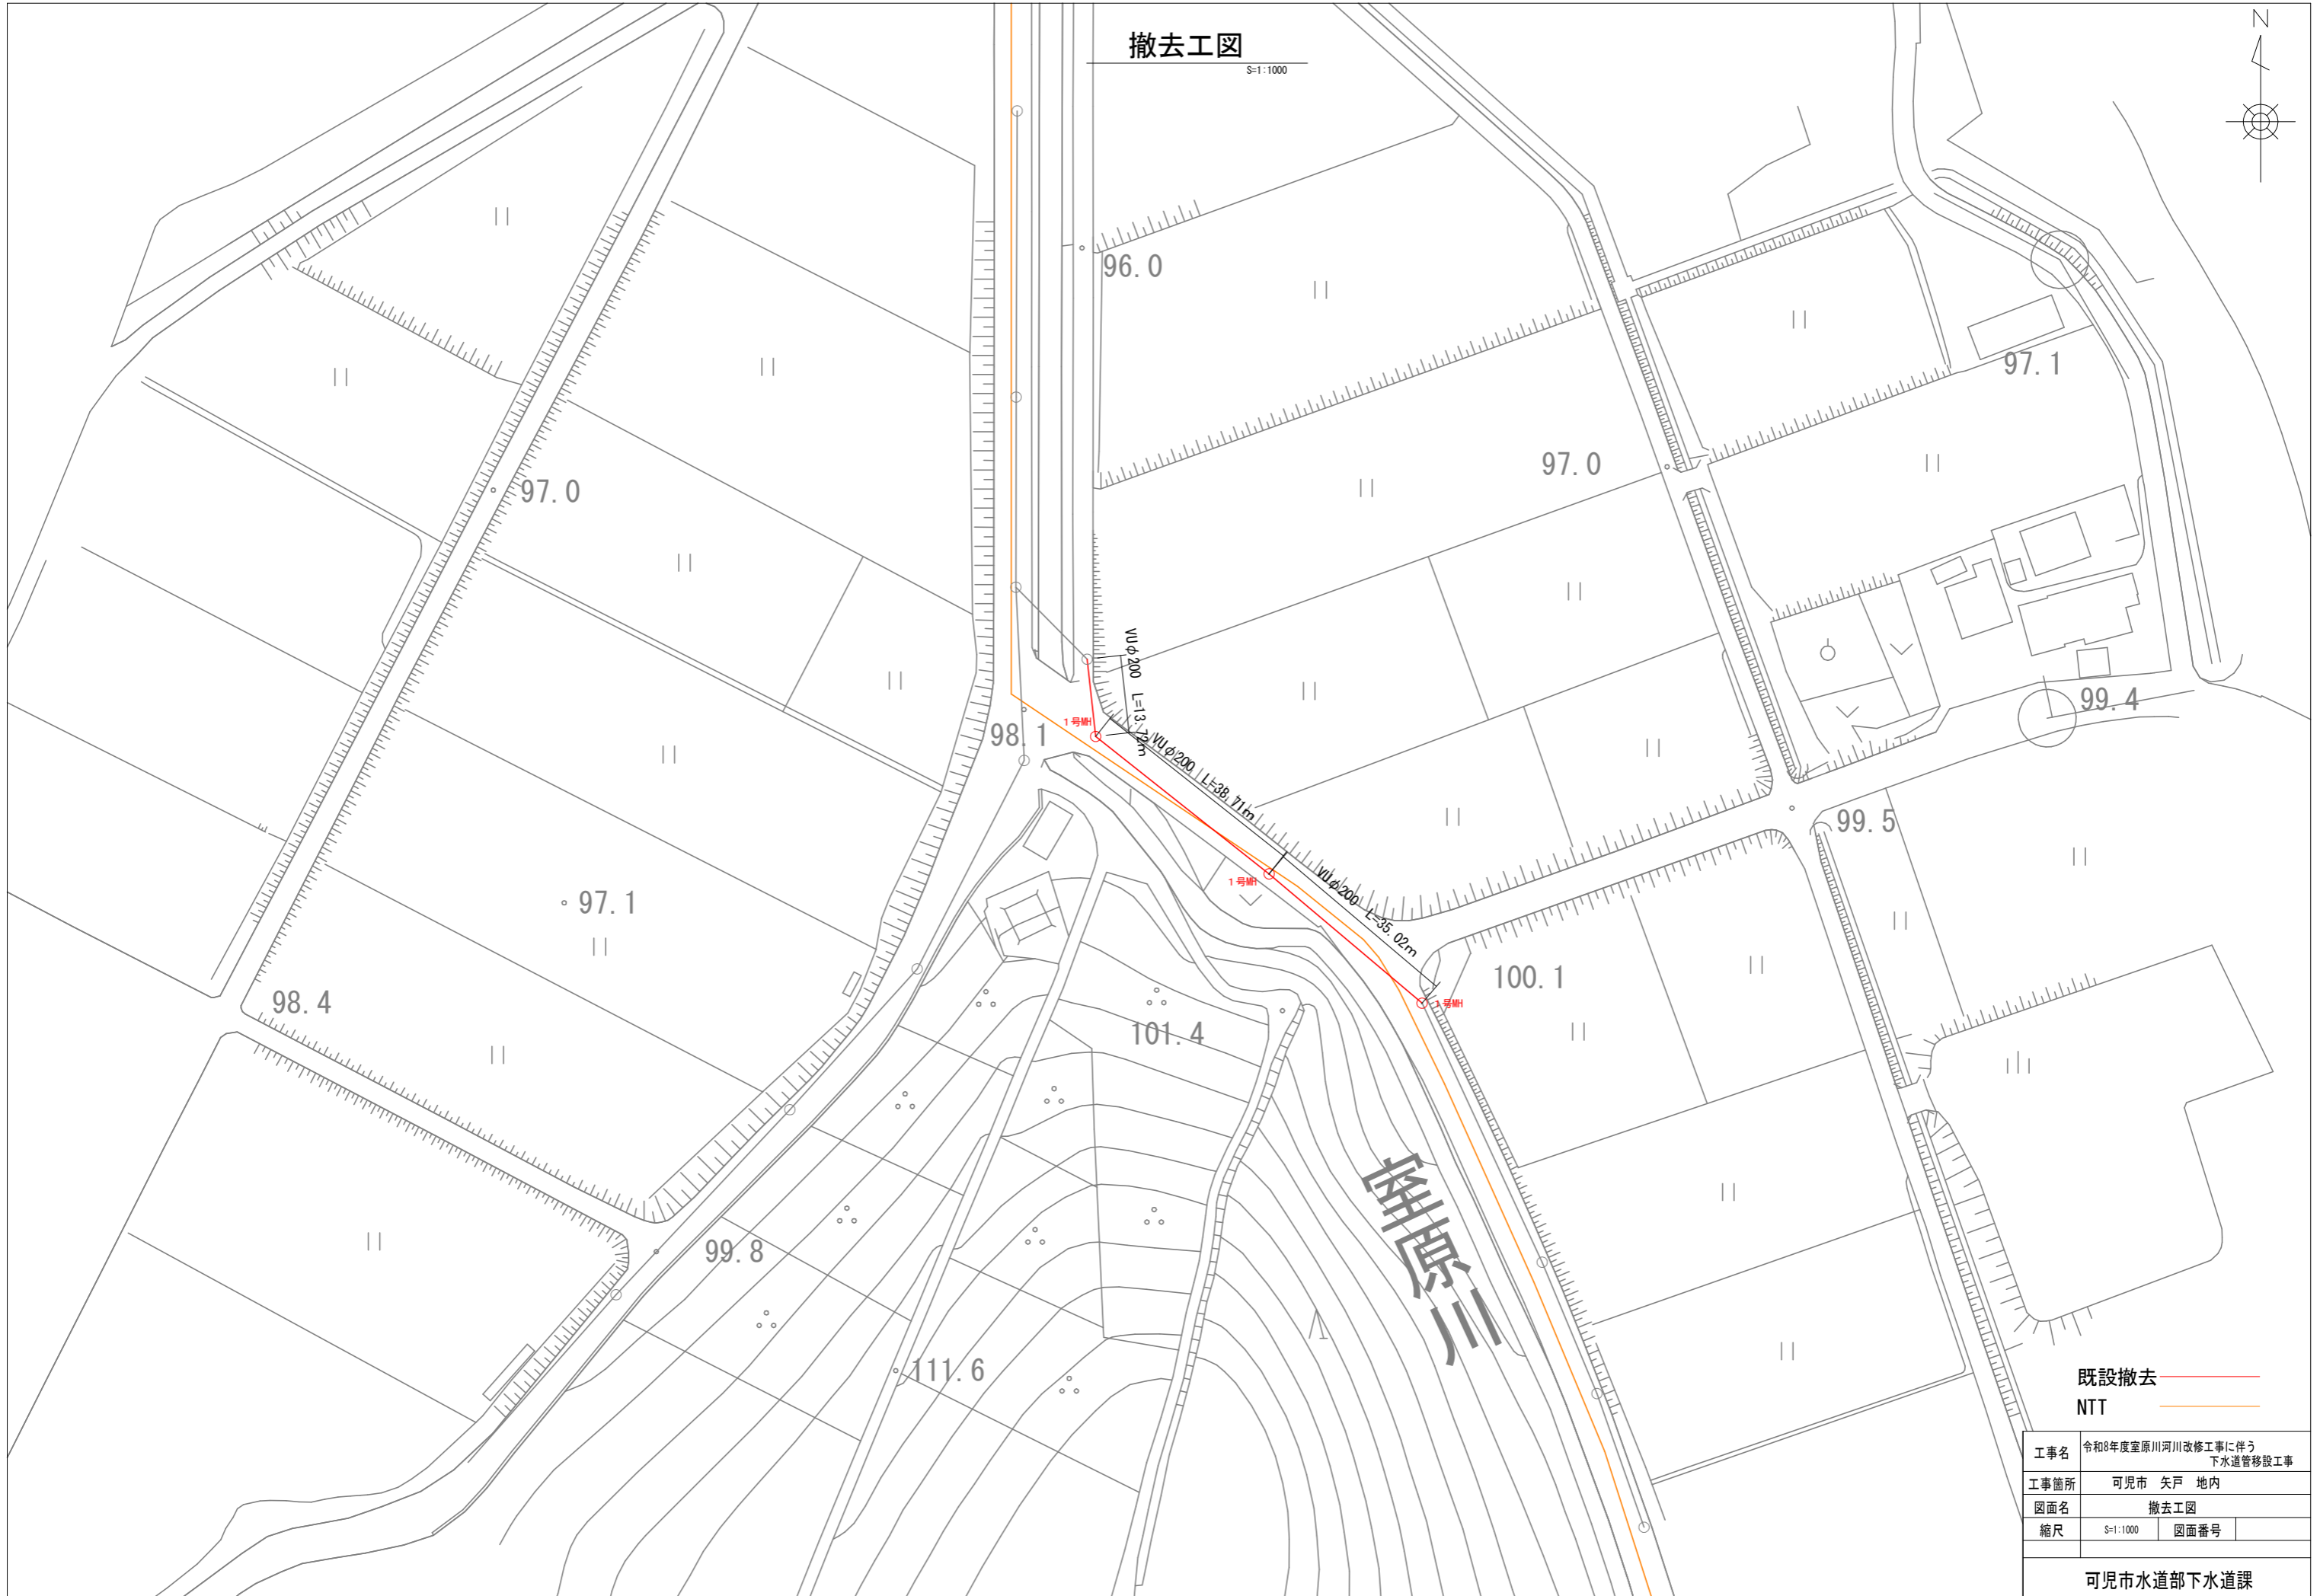 撤去工図
S=1:1000
N
96.0
97.1
97.0
97.0
VUφ200 L=13.72m
1号MH
98.1
VUφ200 L=38.71m
99.4
99.5
1号MH
VUφ200 L=35.02m
97.1
98.4
100.1
1号MH
101.4
室原川
99.8
111.6
既設撤去
NTT
工事名 令和8年度室原川河川改修工事に伴う
下水道管移設工事
工事箇所 可児市 矢戸 地内
図面名 撤去工図
縮尺 S=1:1000 図面番号
可児市水道部下水道課